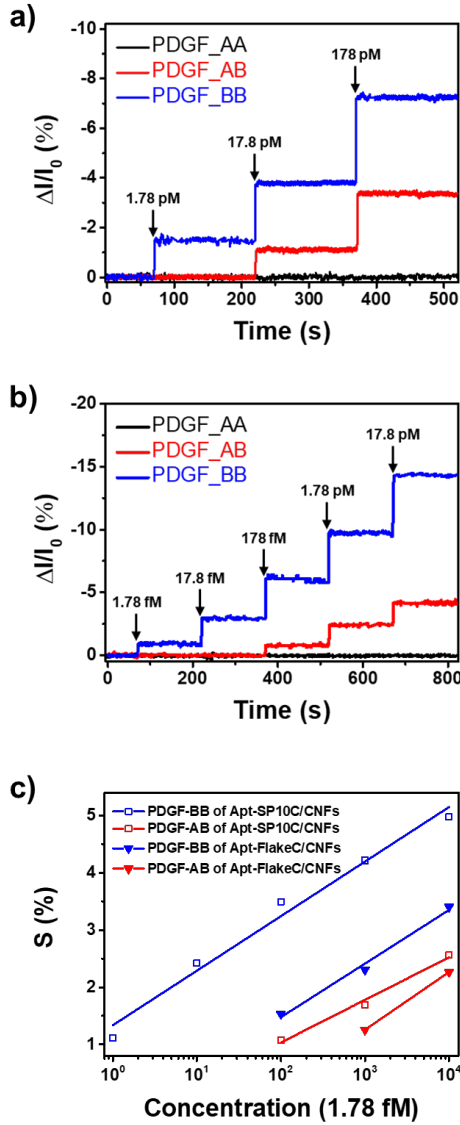 a)
-10
-8
-6
-4
-2
0
ΔI/I0 (%)
PDGF_AA
PDGF_AB
PDGF_BB
1.78 pM
17.8 pM
178 pM
0 100 200 300 400 500
Time (s)
b)
-20
-15
-10
-5
0
ΔI/I0 (%)
PDGF_AA
PDGF_AB
PDGF_BB
1.78 fM
17.8 fM
178 fM
1.78 pM
17.8 pM
0 200 400 600 800
Time (s)
c)
5
4
3
2
1
S (%)
PDGF-BB of Apt-SP10C/CNFs
PDGF-AB of Apt-SP10C/CNFs
PDGF-BB of Apt-FlakeC/CNFs
PDGF-AB of Apt-FlakeC/CNFs
10^0 10^1 10^2 10^3 10^4
Concentration (1.78 fM)